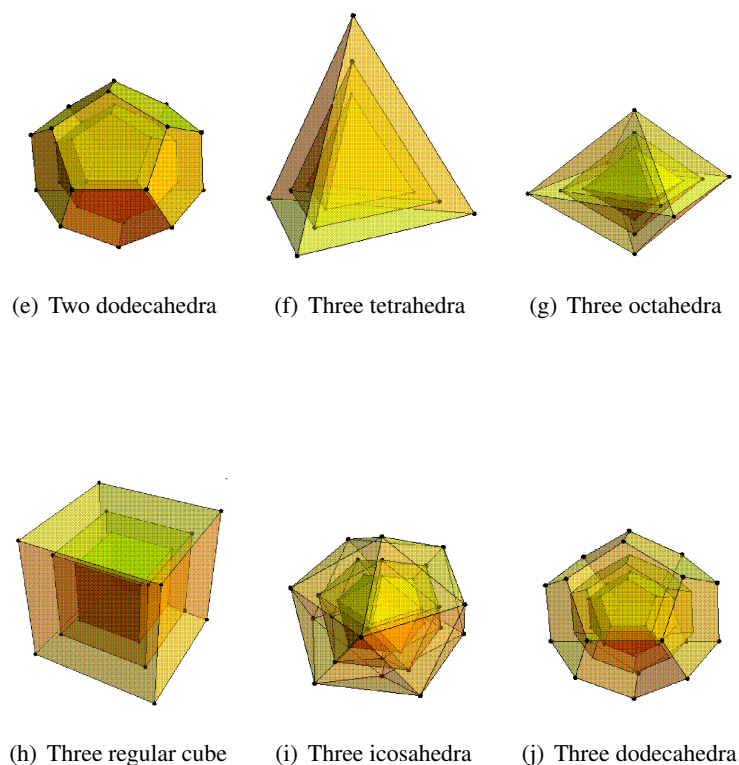 (e) Two dodecahedra (f) Three tetrahedra (g) Three octahedra
(h) Three regular cube (i) Three icosahedra (j) Three dodecahedra